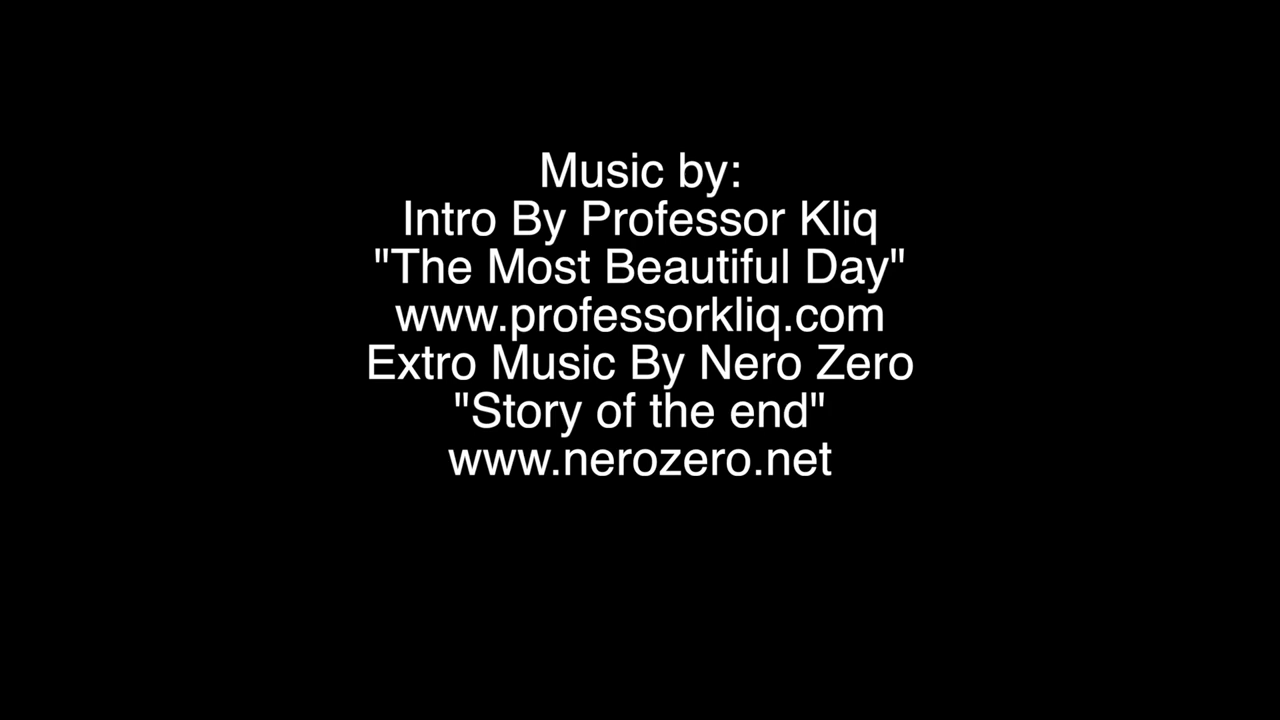 Music by:
Intro By Professor Kliq
"The Most Beautiful Day"
www.professorkliq.com
Extro Music By Nero Zero
"Story of the end"
www.nerozero.net